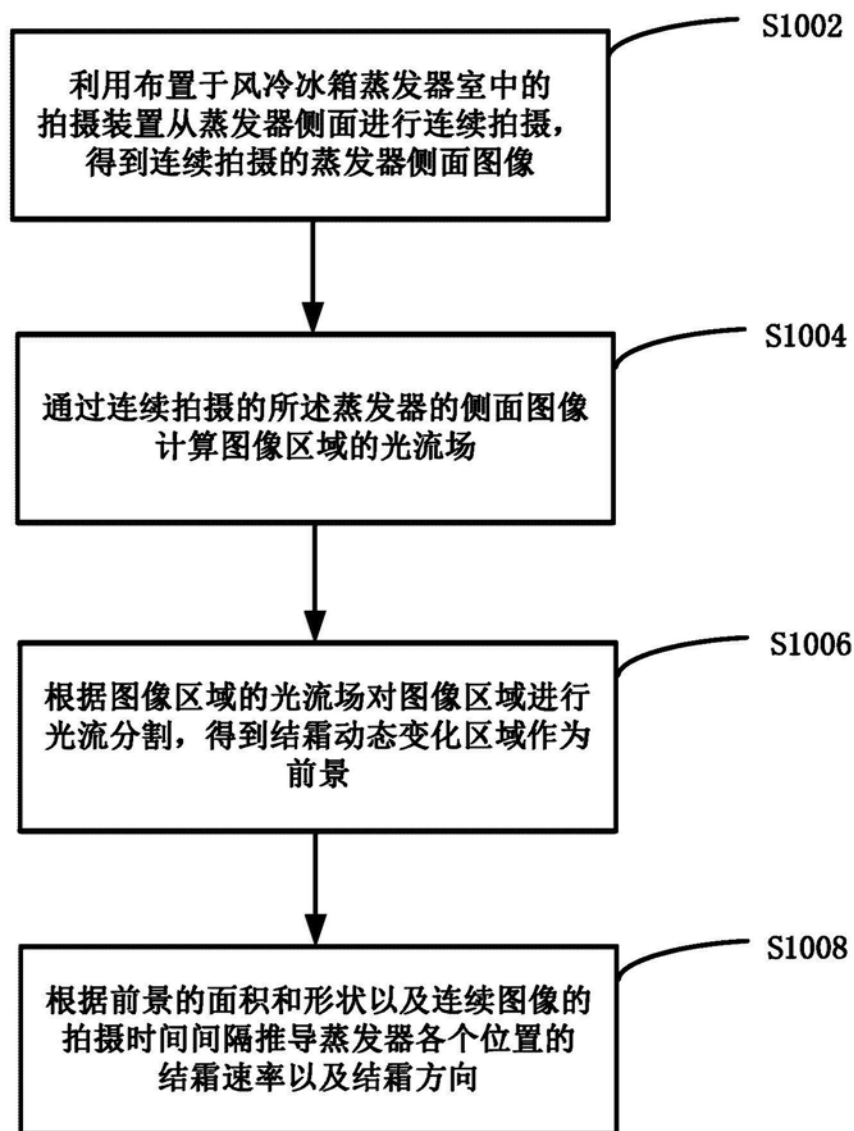 S1002
利用布置于风冷冰箱蒸发器室中的
拍摄装置从蒸发器侧面进行连续拍摄，
得到连续拍摄的蒸发器侧面图像
S1004
通过连续拍摄的所述蒸发器的侧面图像
计算图像区域的光流场
S1006
根据图像区域的光流场对图像区域进行
光流分割，得到结霜动态变化区域作为
前景
S1008
根据前景的面积和形状以及连续图像的
拍摄时间间隔推导蒸发器各个位置的
结霜速率以及结霜方向